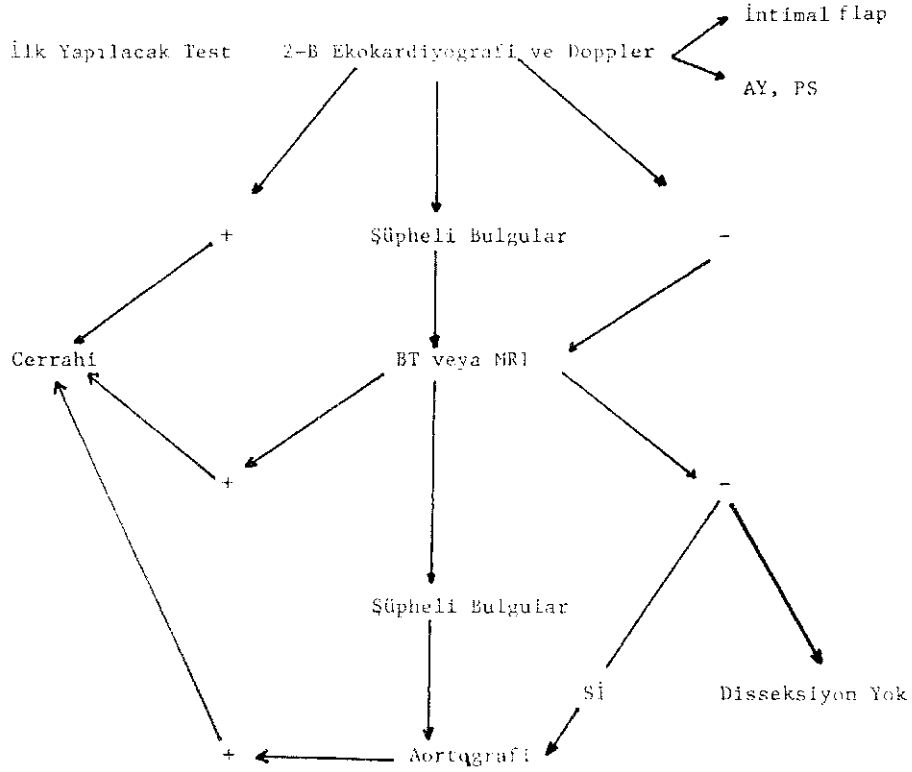 İntimal flap
İlk Yapılacak Test 2-B Ekokardiyografi ve Doppler
AY, PS
+ Şüpheli Bulgular -
Cerrahi BT veya MRI
+ -
Şüpheli Bulgular
Sİ Disseksiyon Yok
+ Aortografi